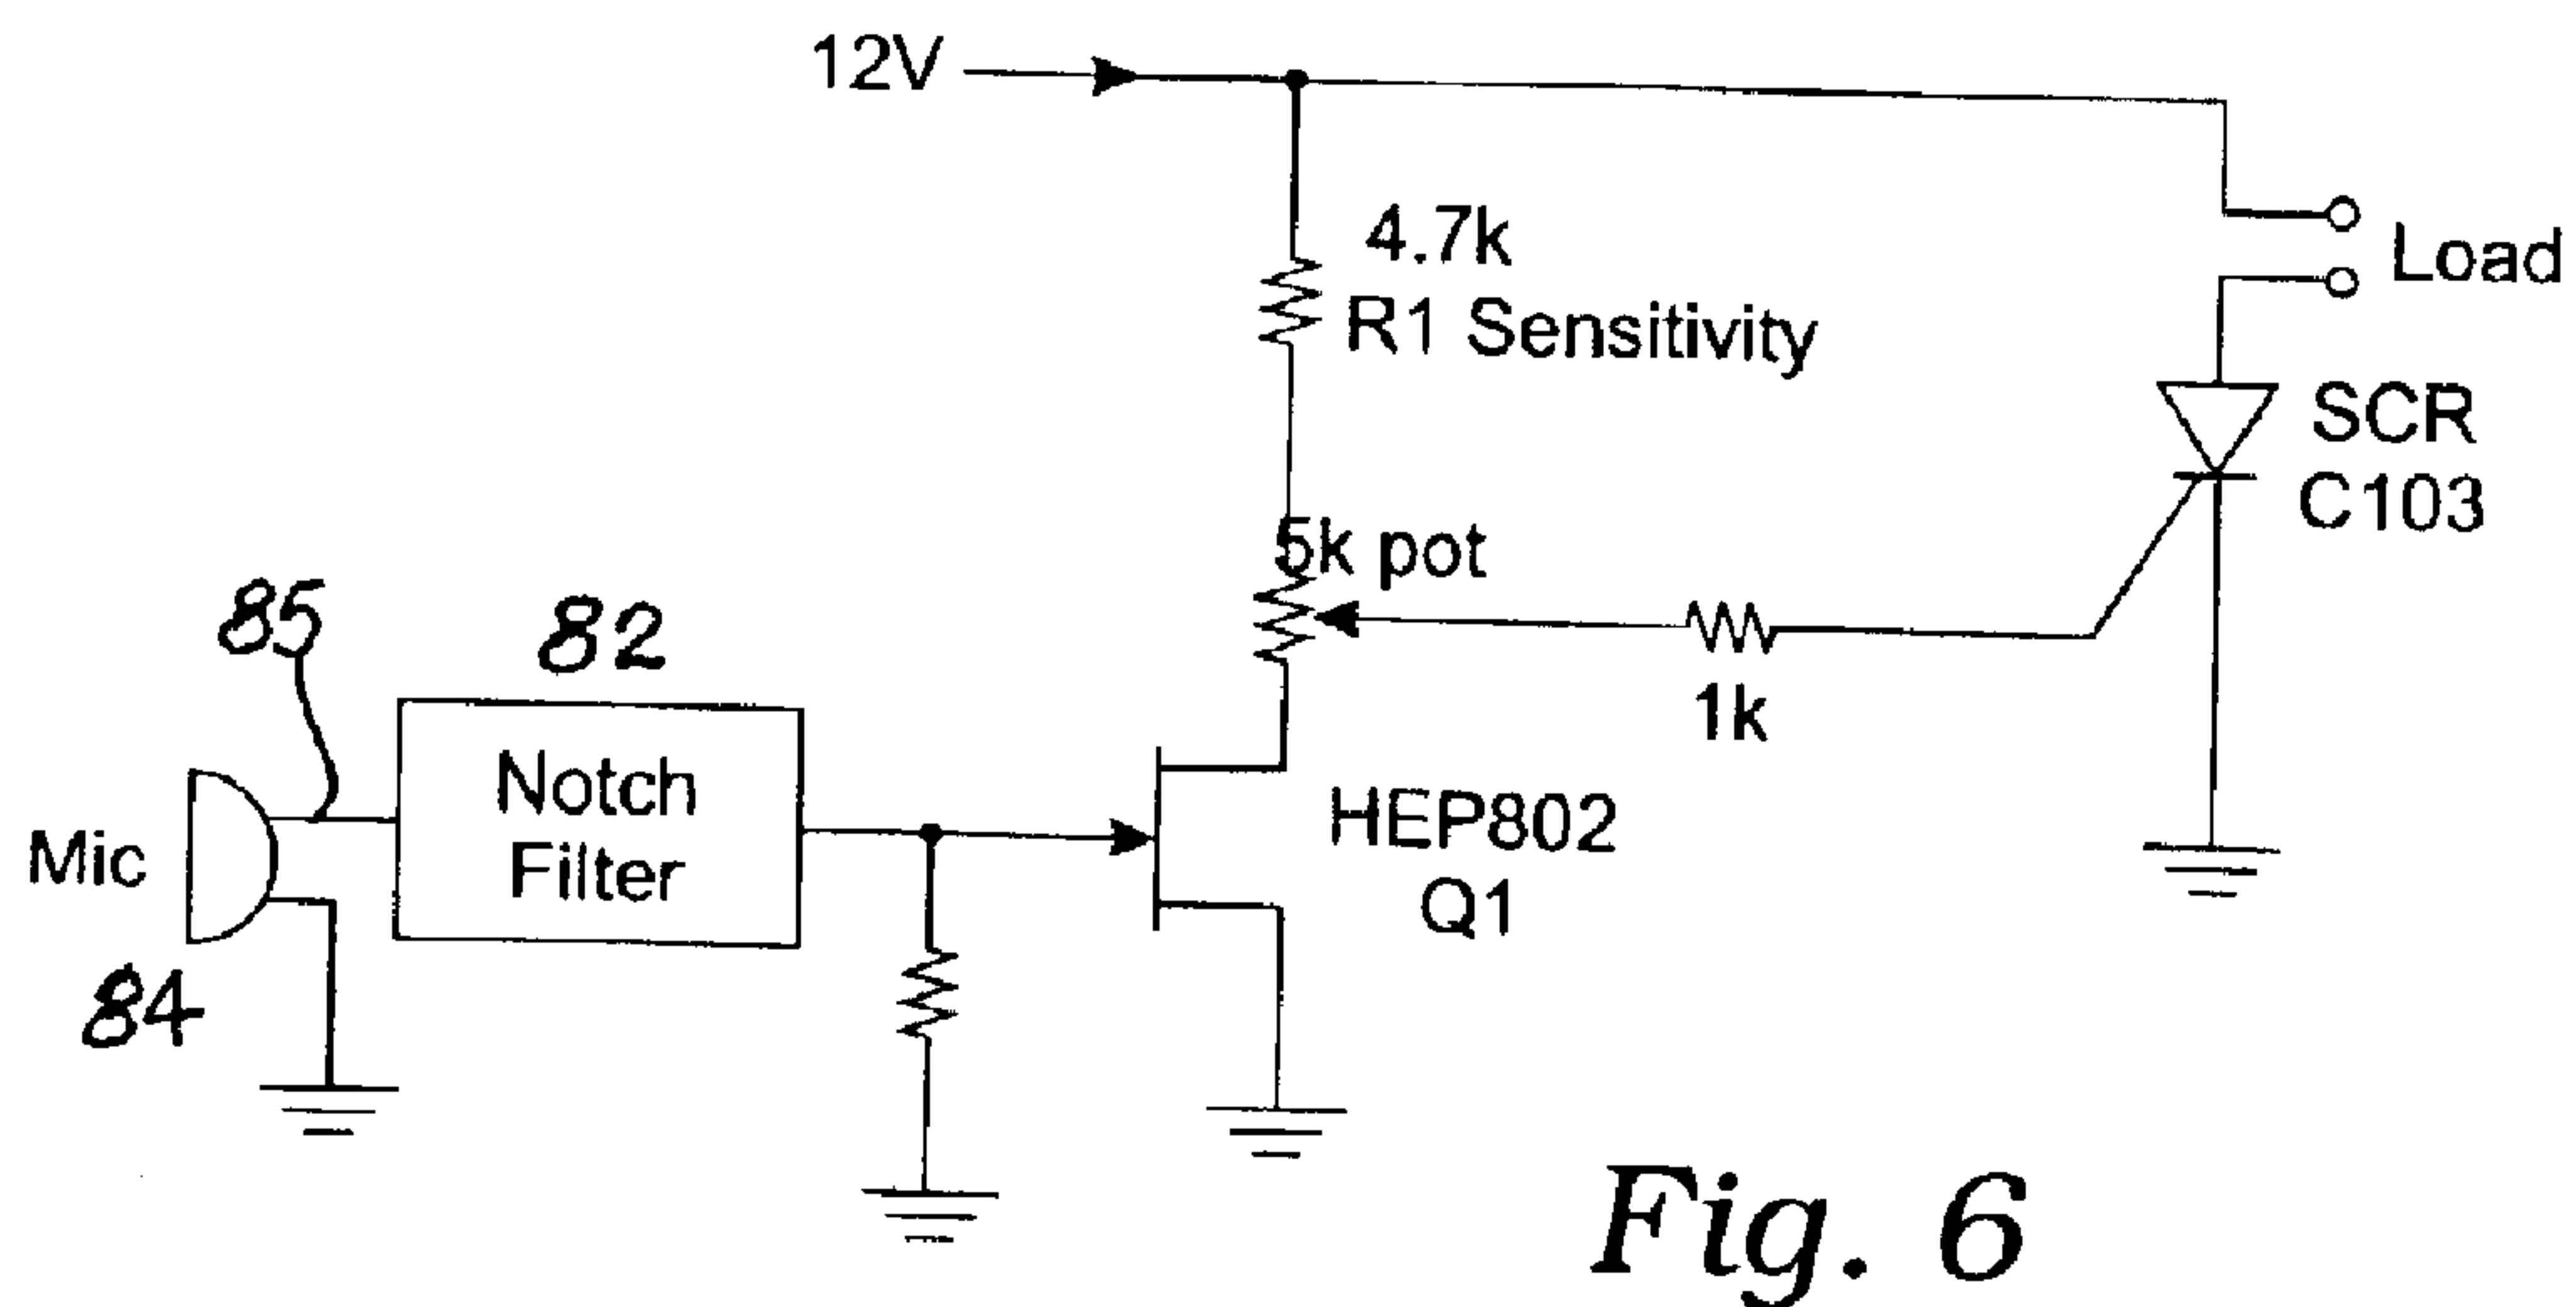 12V
4.7k
R1 Sensitivity
Load
SCR
C103
5k pot
1k
85
82
Notch
Filter
Mic
84
HEP802
Q1
Fig. 6